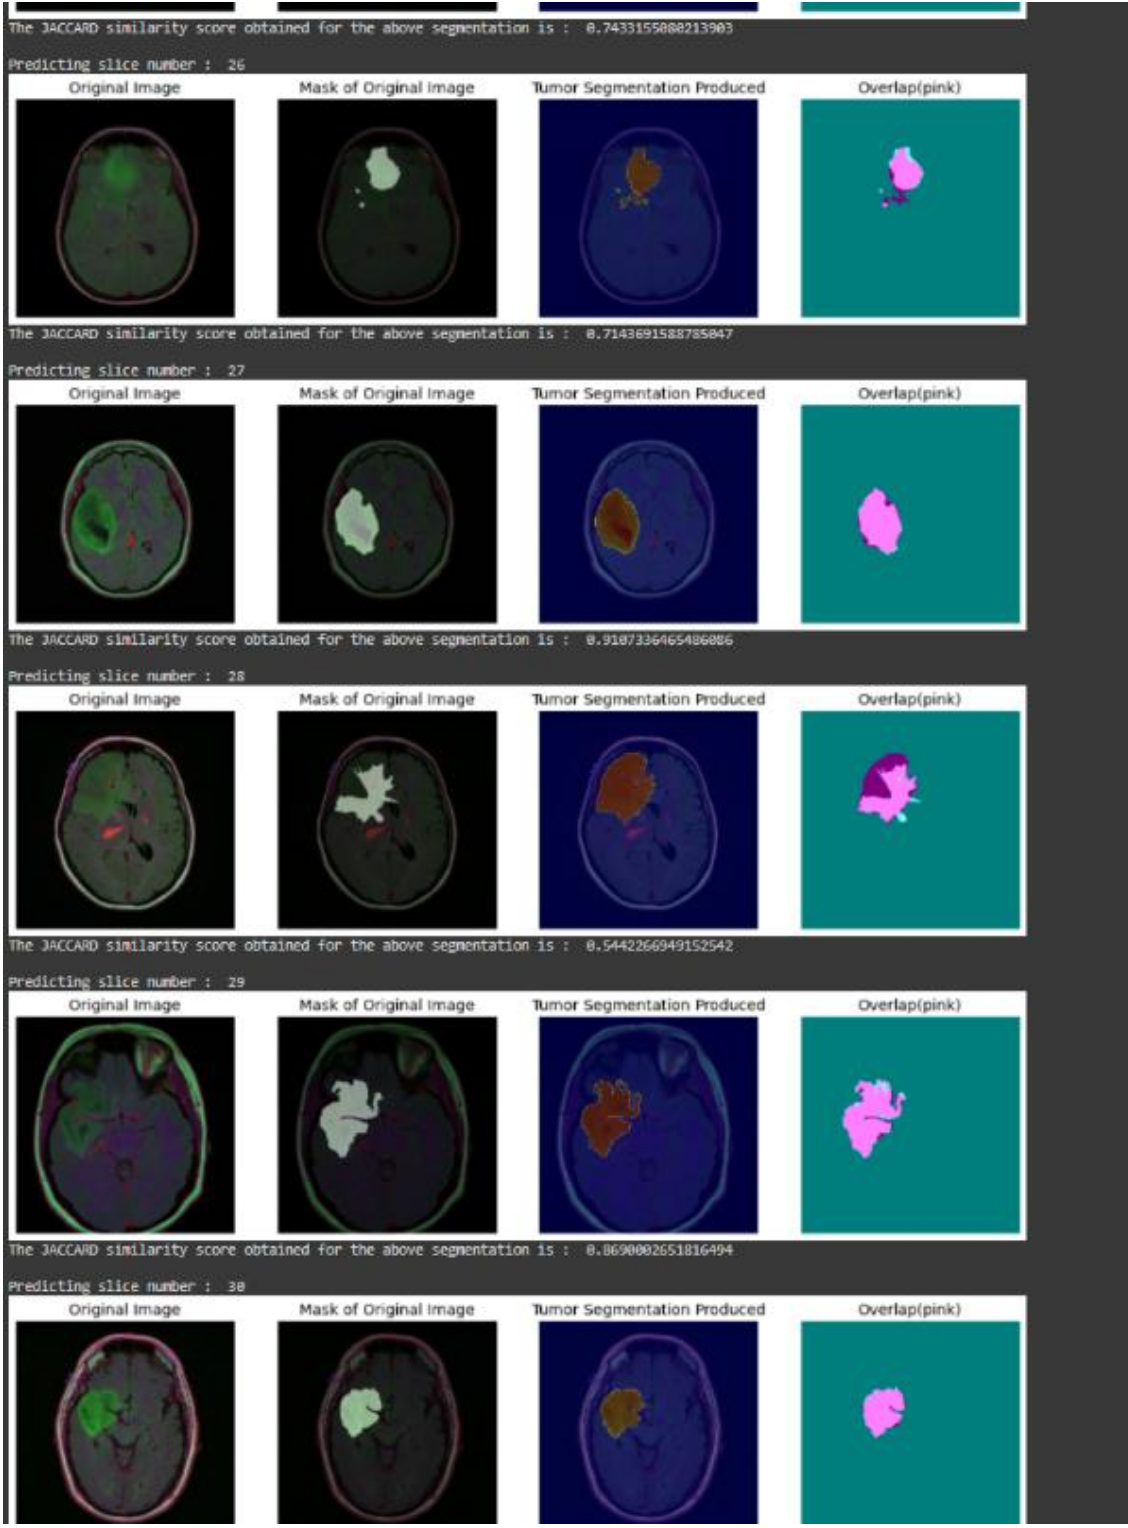 The JACCARD similarity score obtained for the above segmentation is :  0.7433155080213903
Predicting slice number :  26
Original Image Mask of Original Image Tumor Segmentation Produced Overlap(pink)
The JACCARD similarity score obtained for the above segmentation is :  0.7143691588785047
Predicting slice number :  27
Original Image Mask of Original Image Tumor Segmentation Produced Overlap(pink)
The JACCARD similarity score obtained for the above segmentation is :  0.9107336465486086
Predicting slice number :  28
Original Image Mask of Original Image Tumor Segmentation Produced Overlap(pink)
The JACCARD similarity score obtained for the above segmentation is :  0.5442266949152542
Predicting slice number :  29
Original Image Mask of Original Image Tumor Segmentation Produced Overlap(pink)
The JACCARD similarity score obtained for the above segmentation is :  0.8690002651816494
Predicting slice number :  30
Original Image Mask of Original Image Tumor Segmentation Produced Overlap(pink)